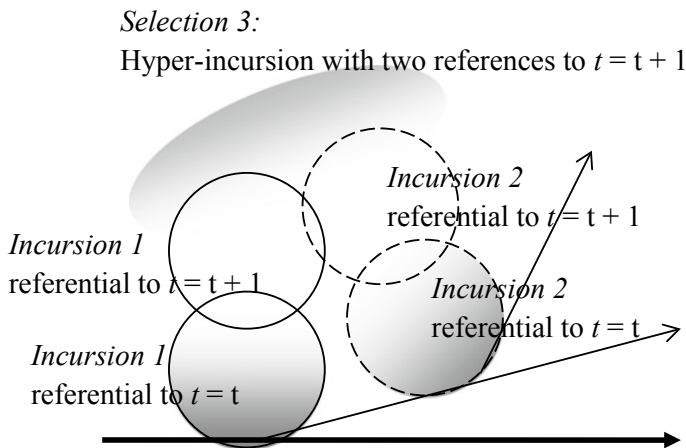 Selection 3:
Hyper-incursion with two references to t = t + 1
Incursion 2
referential to t = t + 1
Incursion 1
referential to t = t + 1
Incursion 2
referential to t = t
Incursion 1
referential to t = t